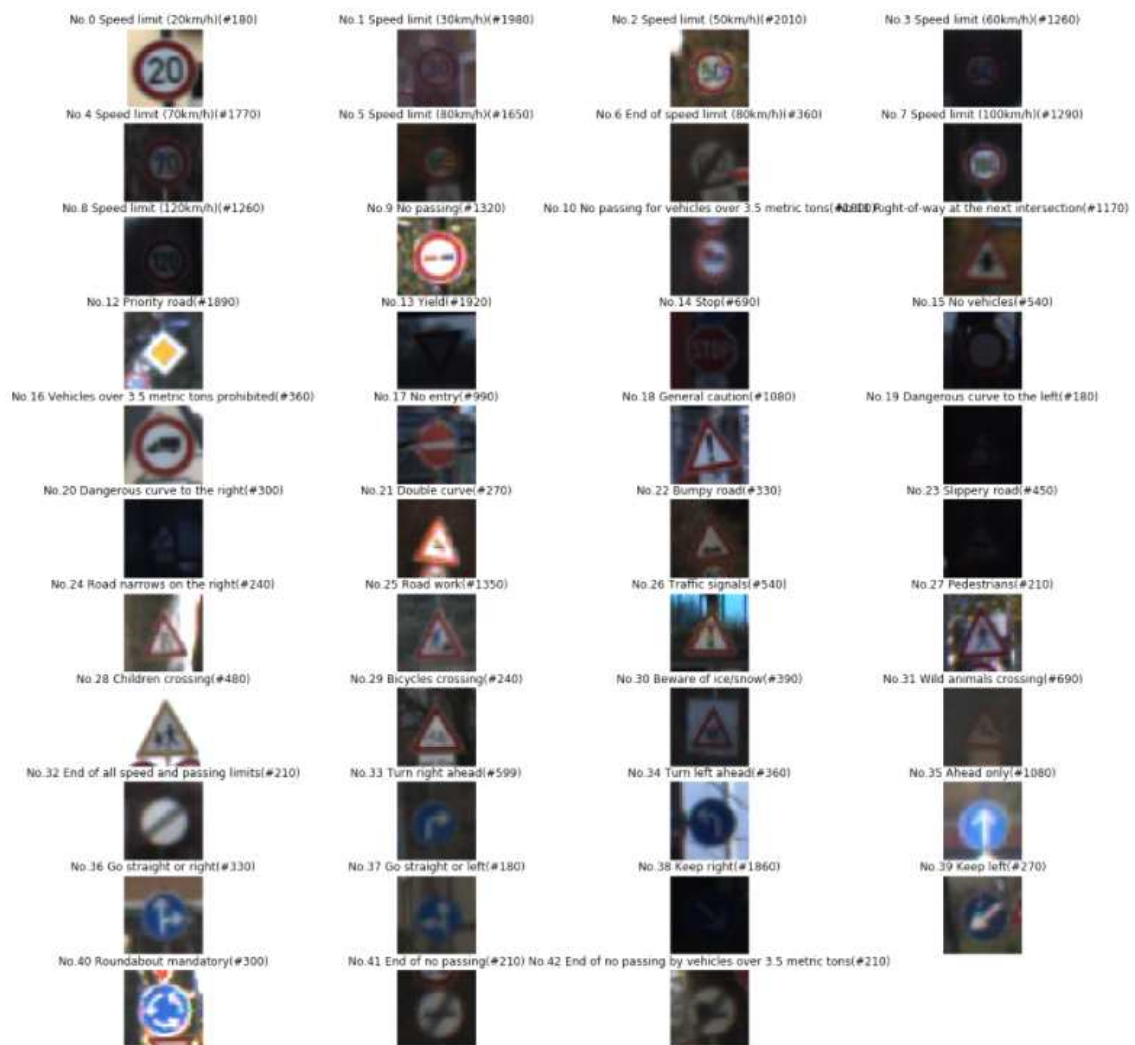 No.0 Speed limit (20km/h)(#180) No.1 Speed limit (30km/h)(#1980) No.2 Speed limit (50km/h)(#2010) No.3 Speed limit (60km/h)(#1260)
20 30 50 60
No.4 Speed limit (70km/h)(#1770) No.5 Speed limit (80km/h)(#1650) No.6 End of speed limit (80km/h)(#360) No.7 Speed limit (100km/h)(#1290)
70 100
No.8 Speed limit (120km/h)(#1260) No.9 No passing(#1320) No.10 No passing for vehicles over 3.5 metric tons Right-of-way at the next intersection(#1170)
120
No.12 Priority road(#1890) No.13 Yield(#1920) No.14 Stop(#690) No.15 No vehicles(#540)
STOP
No.16 Vehicles over 3.5 metric tons prohibited(#360) No.17 No entry(#990) No.18 General caution(#1080) No.19 Dangerous curve to the left(#180)
No.20 Dangerous curve to the right(#300) No.21 Double curve(#270) No.22 Bumpy road(#330) No.23 Slippery road(#450)
No.24 Road narrows on the right(#240) No.25 Road work(#1350) No.26 Traffic signals(#540) No.27 Pedestrians(#210)
No.28 Children crossing(#480) No.29 Bicycles crossing(#240) No.30 Beware of ice/snow(#390) No.31 Wild animals crossing(#690)
No.32 End of all speed and passing limits(#210) No.33 Turn right ahead(#599) No.34 Turn left ahead(#360) No.35 Ahead only(#1080)
No.36 Go straight or right(#330) No.37 Go straight or left(#180) No.38 Keep right(#1860) No.39 Keep left(#270)
No.40 Roundabout mandatory(#300) No.41 End of no passing(#210) No.42 End of no passing by vehicles over 3.5 metric tons(#210)